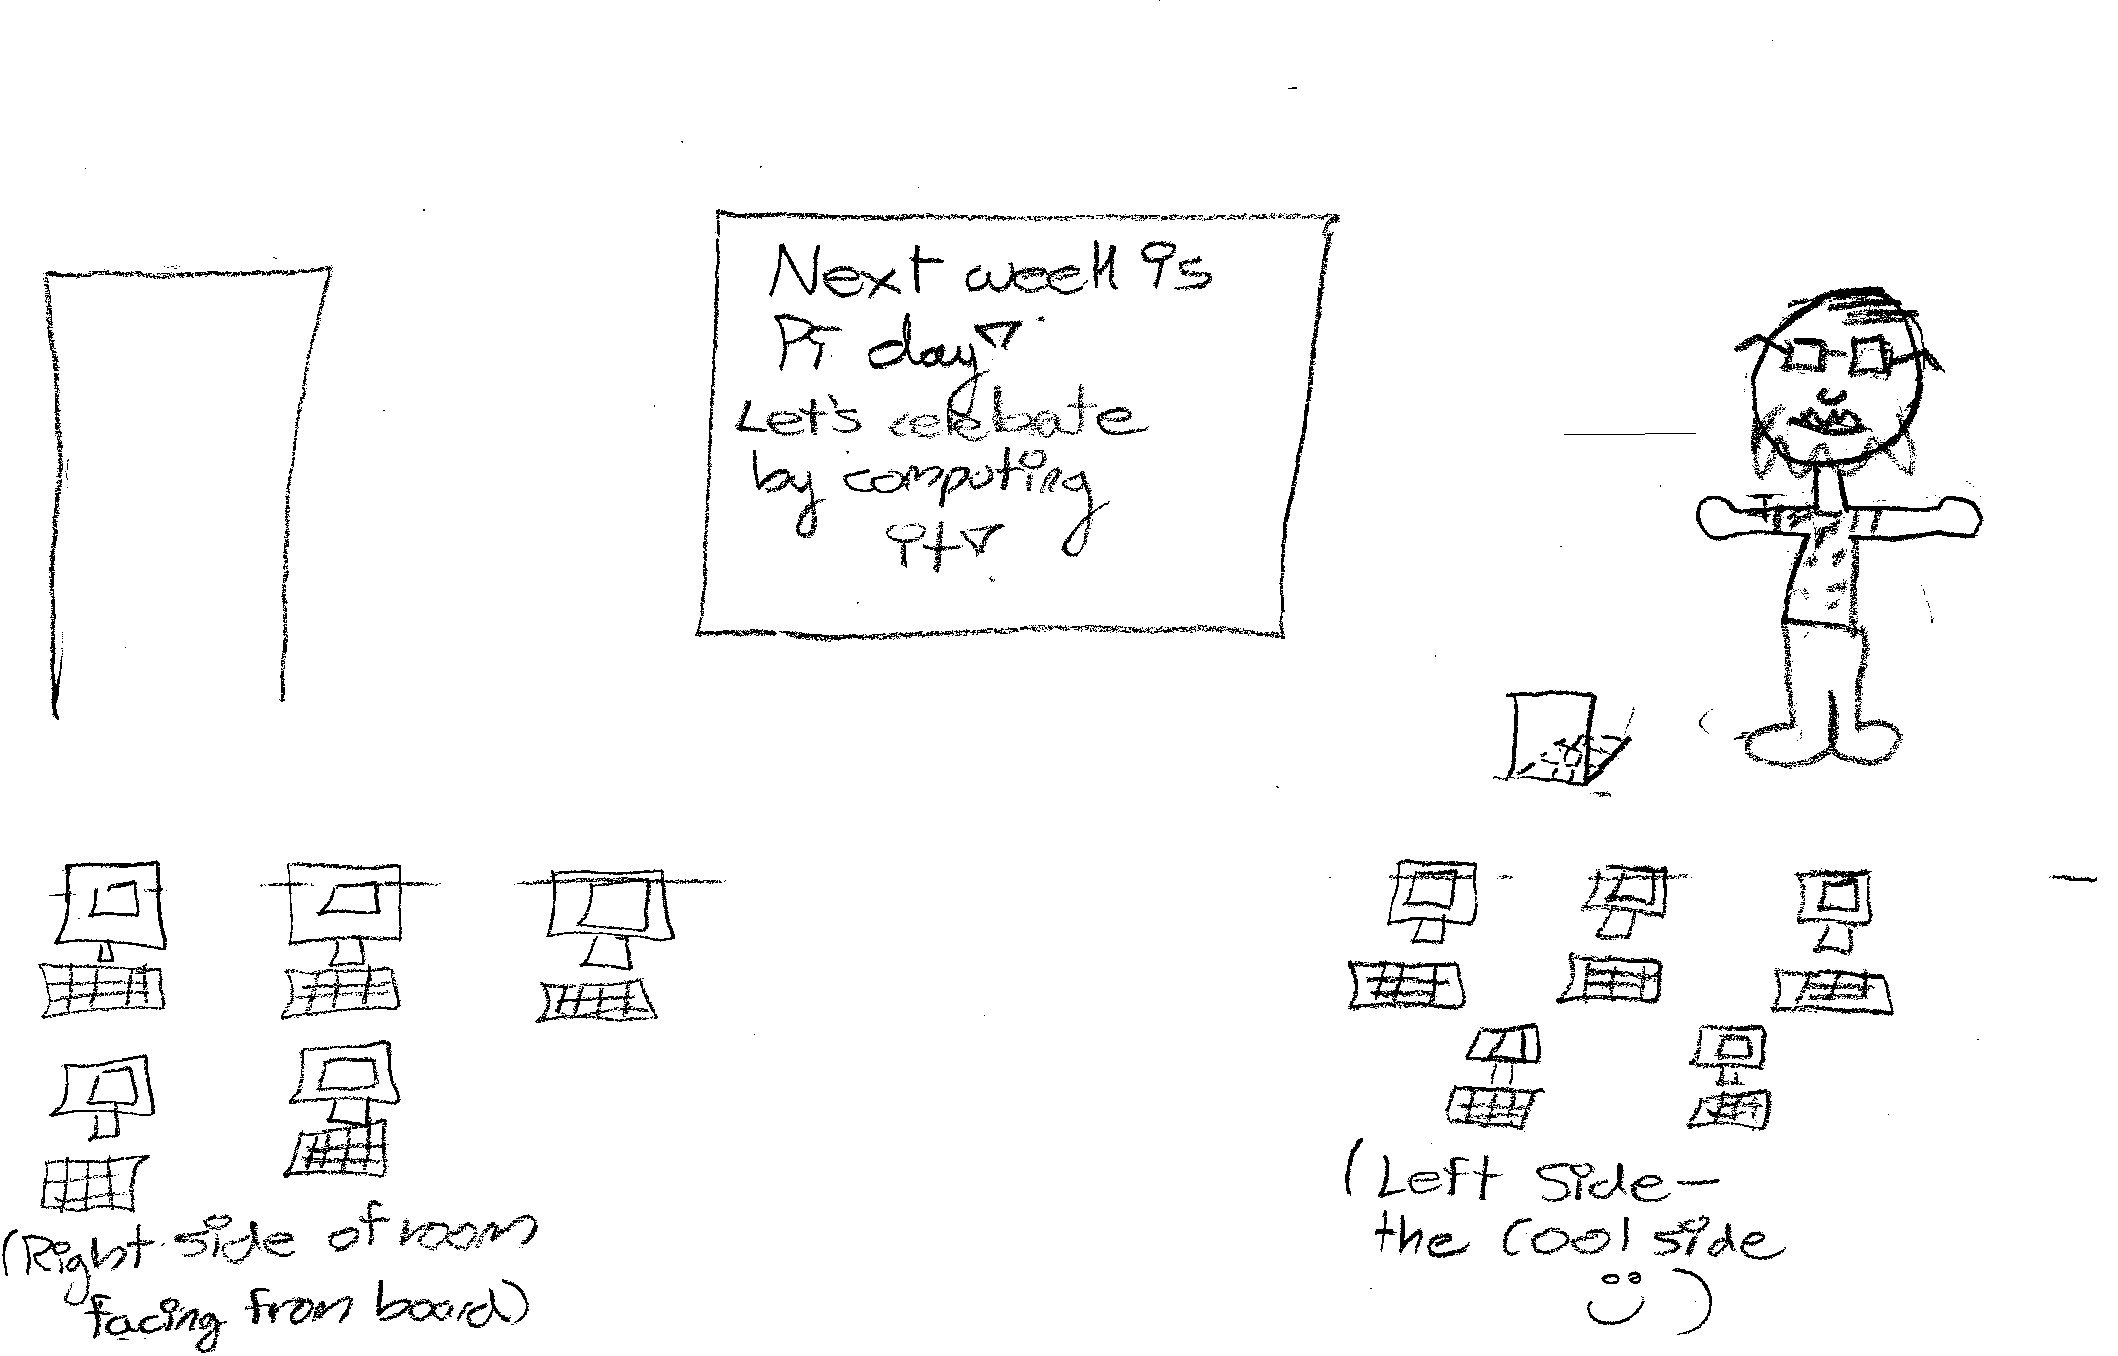 Next week is
Pi day!
Let's celebate
by computing
it!
(Right side of room
facing from board)
(Left side—
the cool side
:))